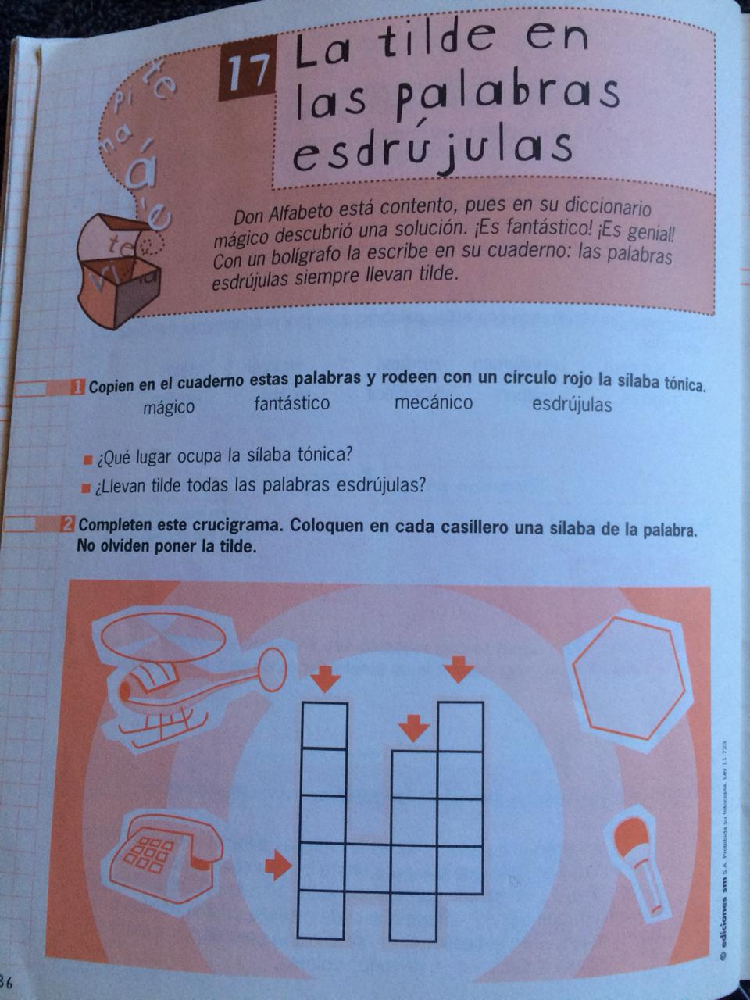 17
La tilde en
las palabras
esdrújulas
te
pi
ma
á
e
te
vi
Don Alfabeto está contento, pues en su diccionario
mágico descubrió una solución. ¡Es fantástico! ¡Es genial!
Con un bolígrafo la escribe en su cuaderno: las palabras
esdrújulas siempre llevan tilde.
1 Copien en el cuaderno estas palabras y rodeen con un círculo rojo la sílaba tónica.
mágico fantástico mecánico esdrújulas
¿Qué lugar ocupa la sílaba tónica?
¿Llevan tilde todas las palabras esdrújulas?
2 Completen este crucigrama. Coloquen en cada casillero una sílaba de la palabra.
No olviden poner la tilde.
© ediciones sm S.A. Prohibida su fotocopia. Ley 11.723
36